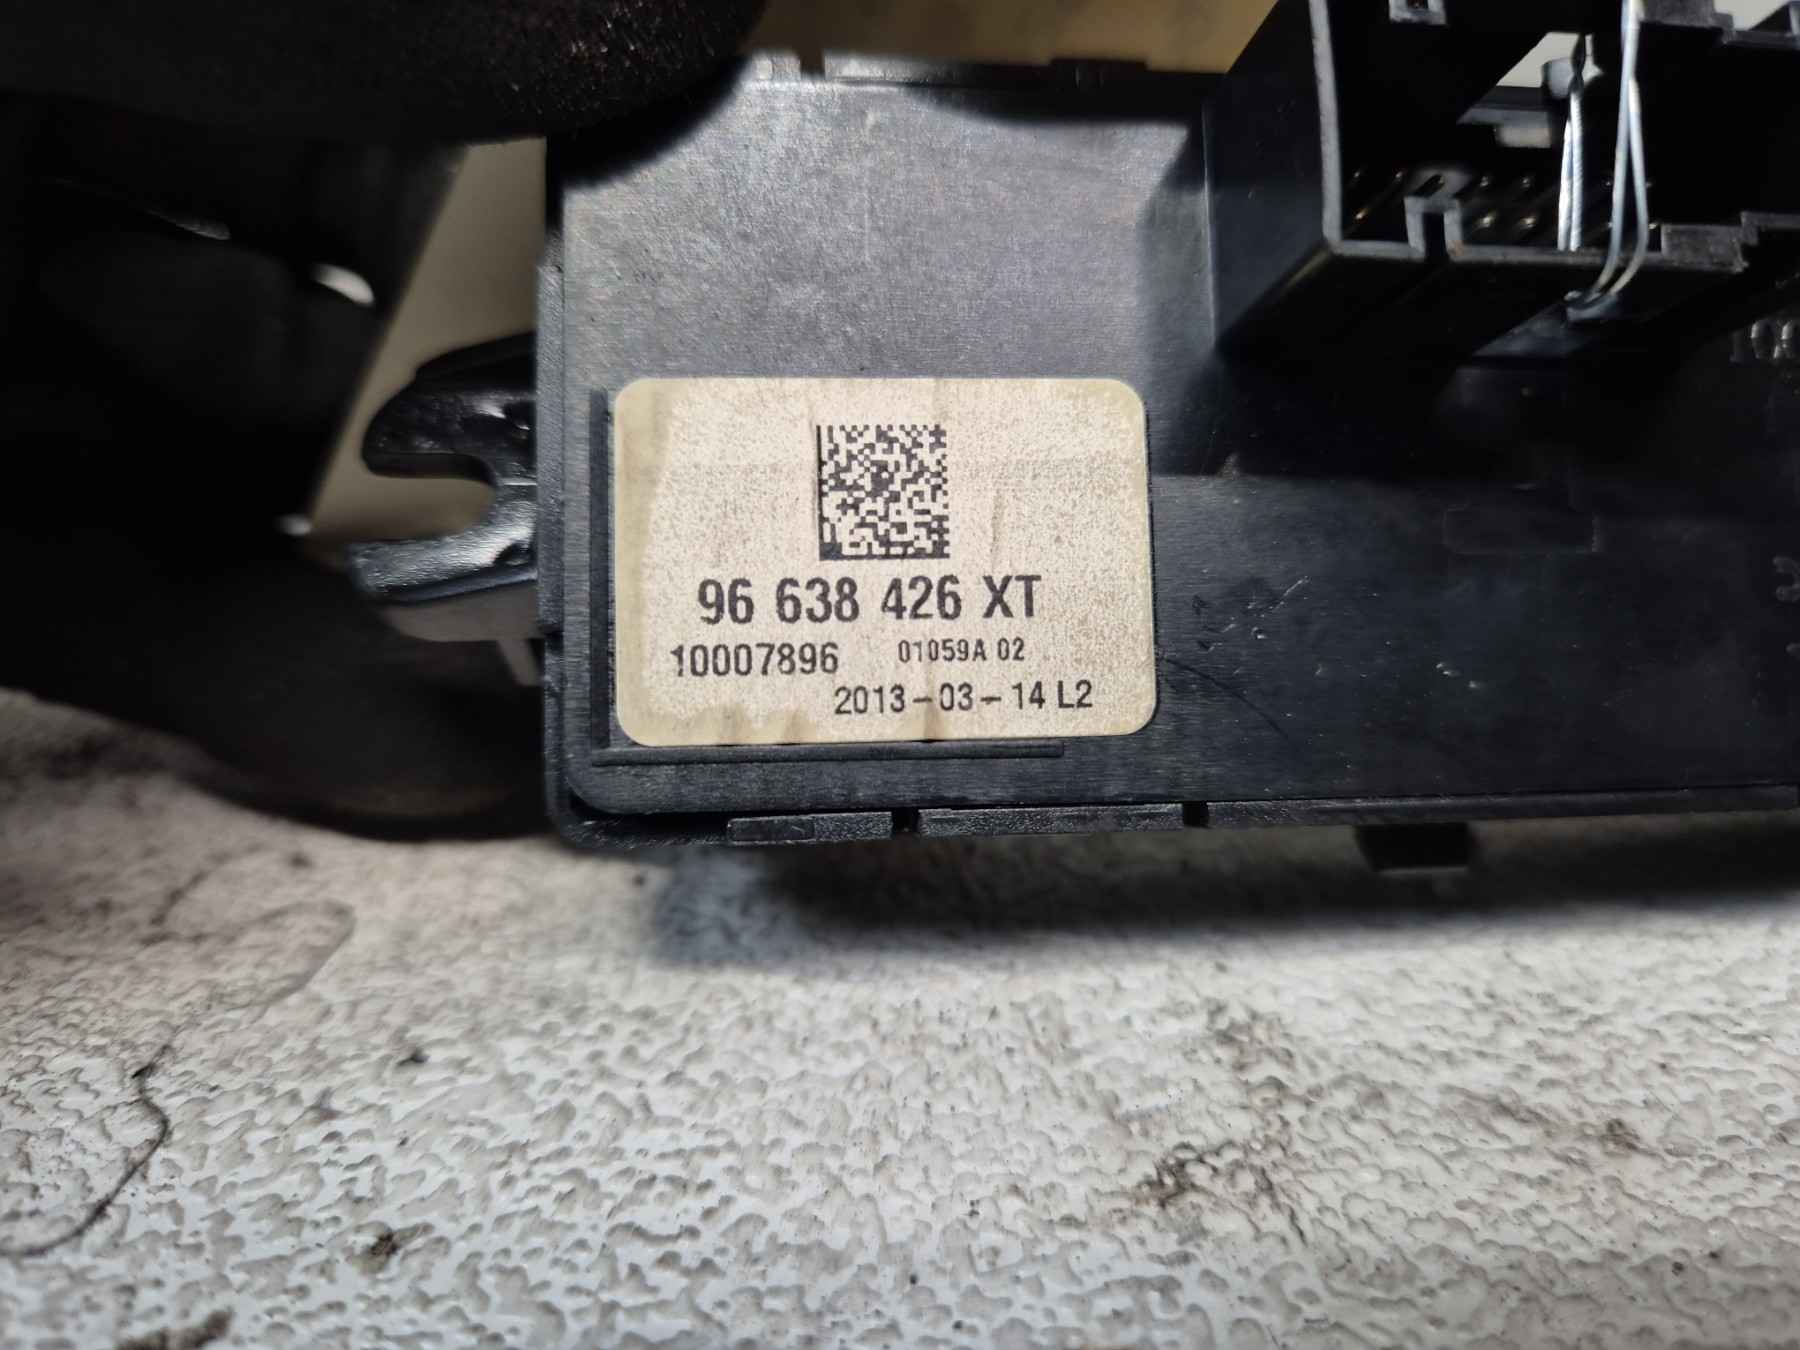 96 638 426 XT
10007896 01059A 02
2013-03-14 L2